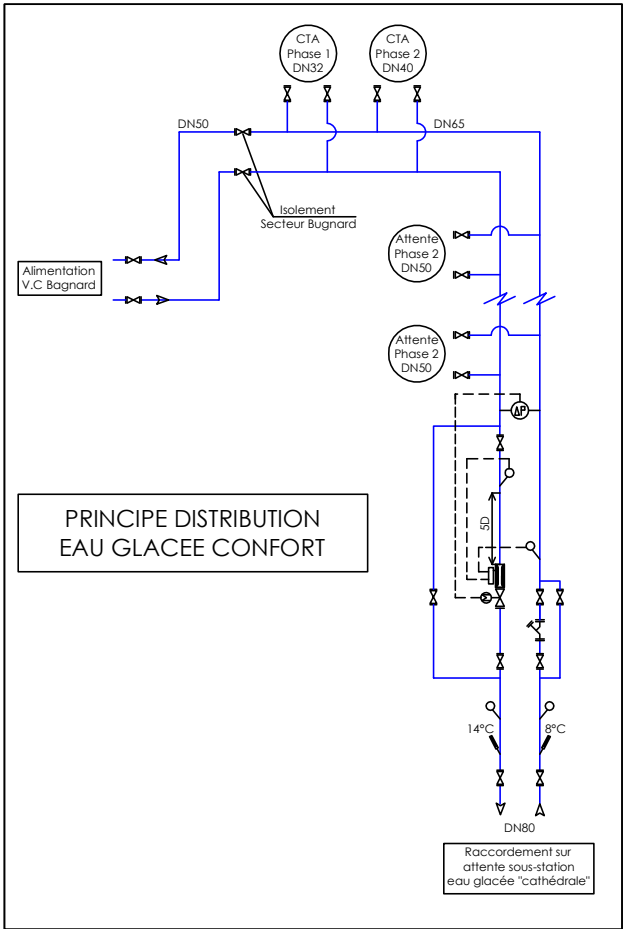 CTA
Phase 1
DN32
CTA
Phase 2
DN40
DN50
DN65
Isolement
Secteur Bugnard
Alimentation
V.C Bagnard
Attente
Phase 2
DN50
Attente
Phase 2
DN50
ΔP
PRINCIPE DISTRIBUTION
EAU GLACEE CONFORT
5D
M
14°C
8°C
DN80
Raccordement sur
attente sous-station
eau glacée "cathédrale"